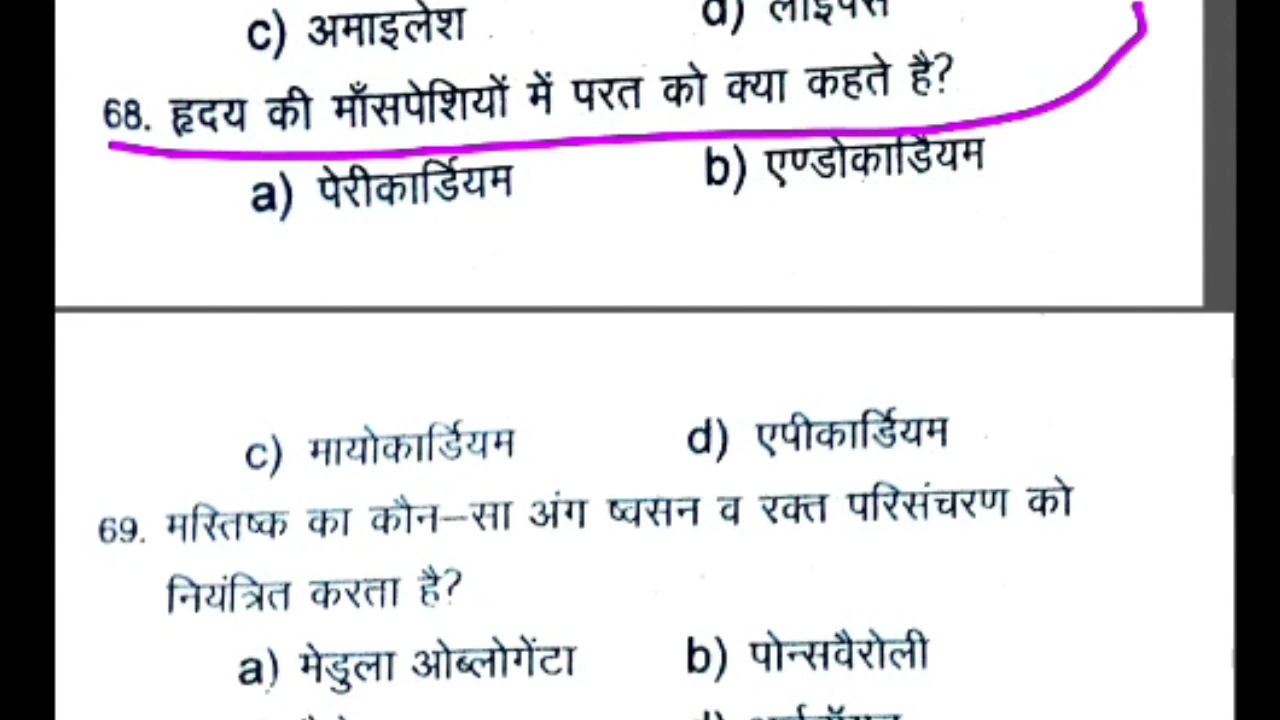 c) अमाइलेश d) लाइपेस
68. हृदय की माँसपेशियों में परत को क्या कहते है?
a) पेरीकार्डियम b) एण्डोकार्डियम
c) मायोकार्डियम d) एपीकार्डियम
69. मस्तिष्क का कौन–सा अंग ष्वसन व रक्त परिसंचरण को
नियंत्रित करता है?
a) मेडुला ओब्लोगेंटा b) पोन्सवैरोली